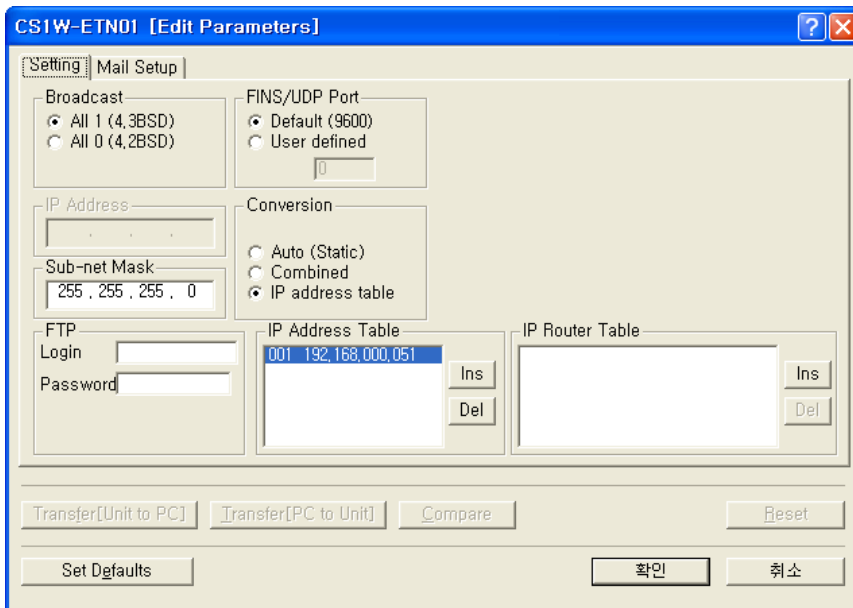 CS1W-ETN01 [Edit Parameters]
Setting
Mail Setup
Broadcast
All 1 (4,3BSD)
All 0 (4,2BSD)
FINS/UDP Port
Default (9600)
User defined
0
IP Address
. . .
Conversion
Auto (Static)
Combined
IP address table
Sub-net Mask
255 . 255 . 255 . 0
FTP
Login
Password
IP Address Table
001 192,168,000,051
Ins
Del
IP Router Table
Ins
Del
Transfer[Unit to PC]
Transfer[PC to Unit]
Compare
Reset
Set Defaults
확인
취소